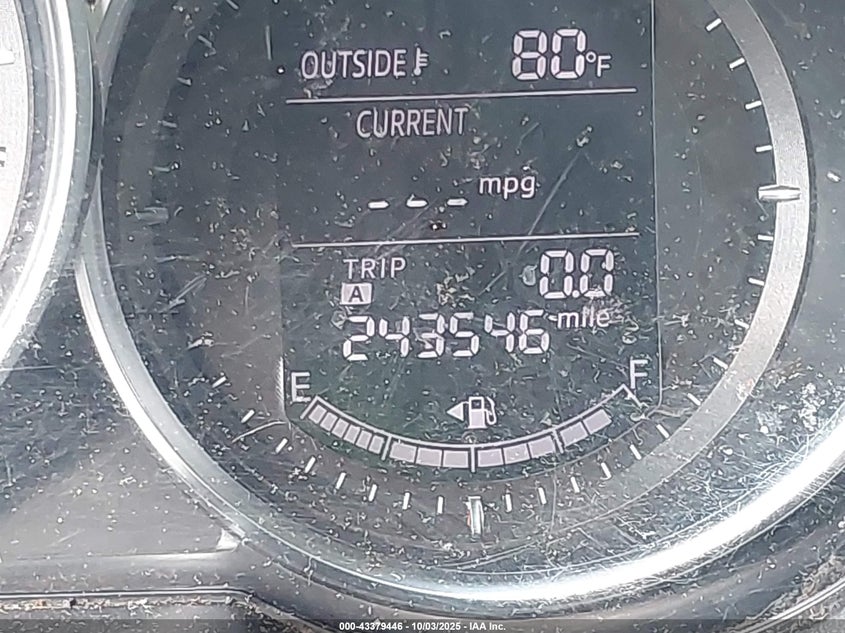 OUTSIDE 80°F
CURRENT
--- mpg
TRIP 0.0
A
243546 mile
E F
000-43379446 - 10/03/2025 - IAA Inc.